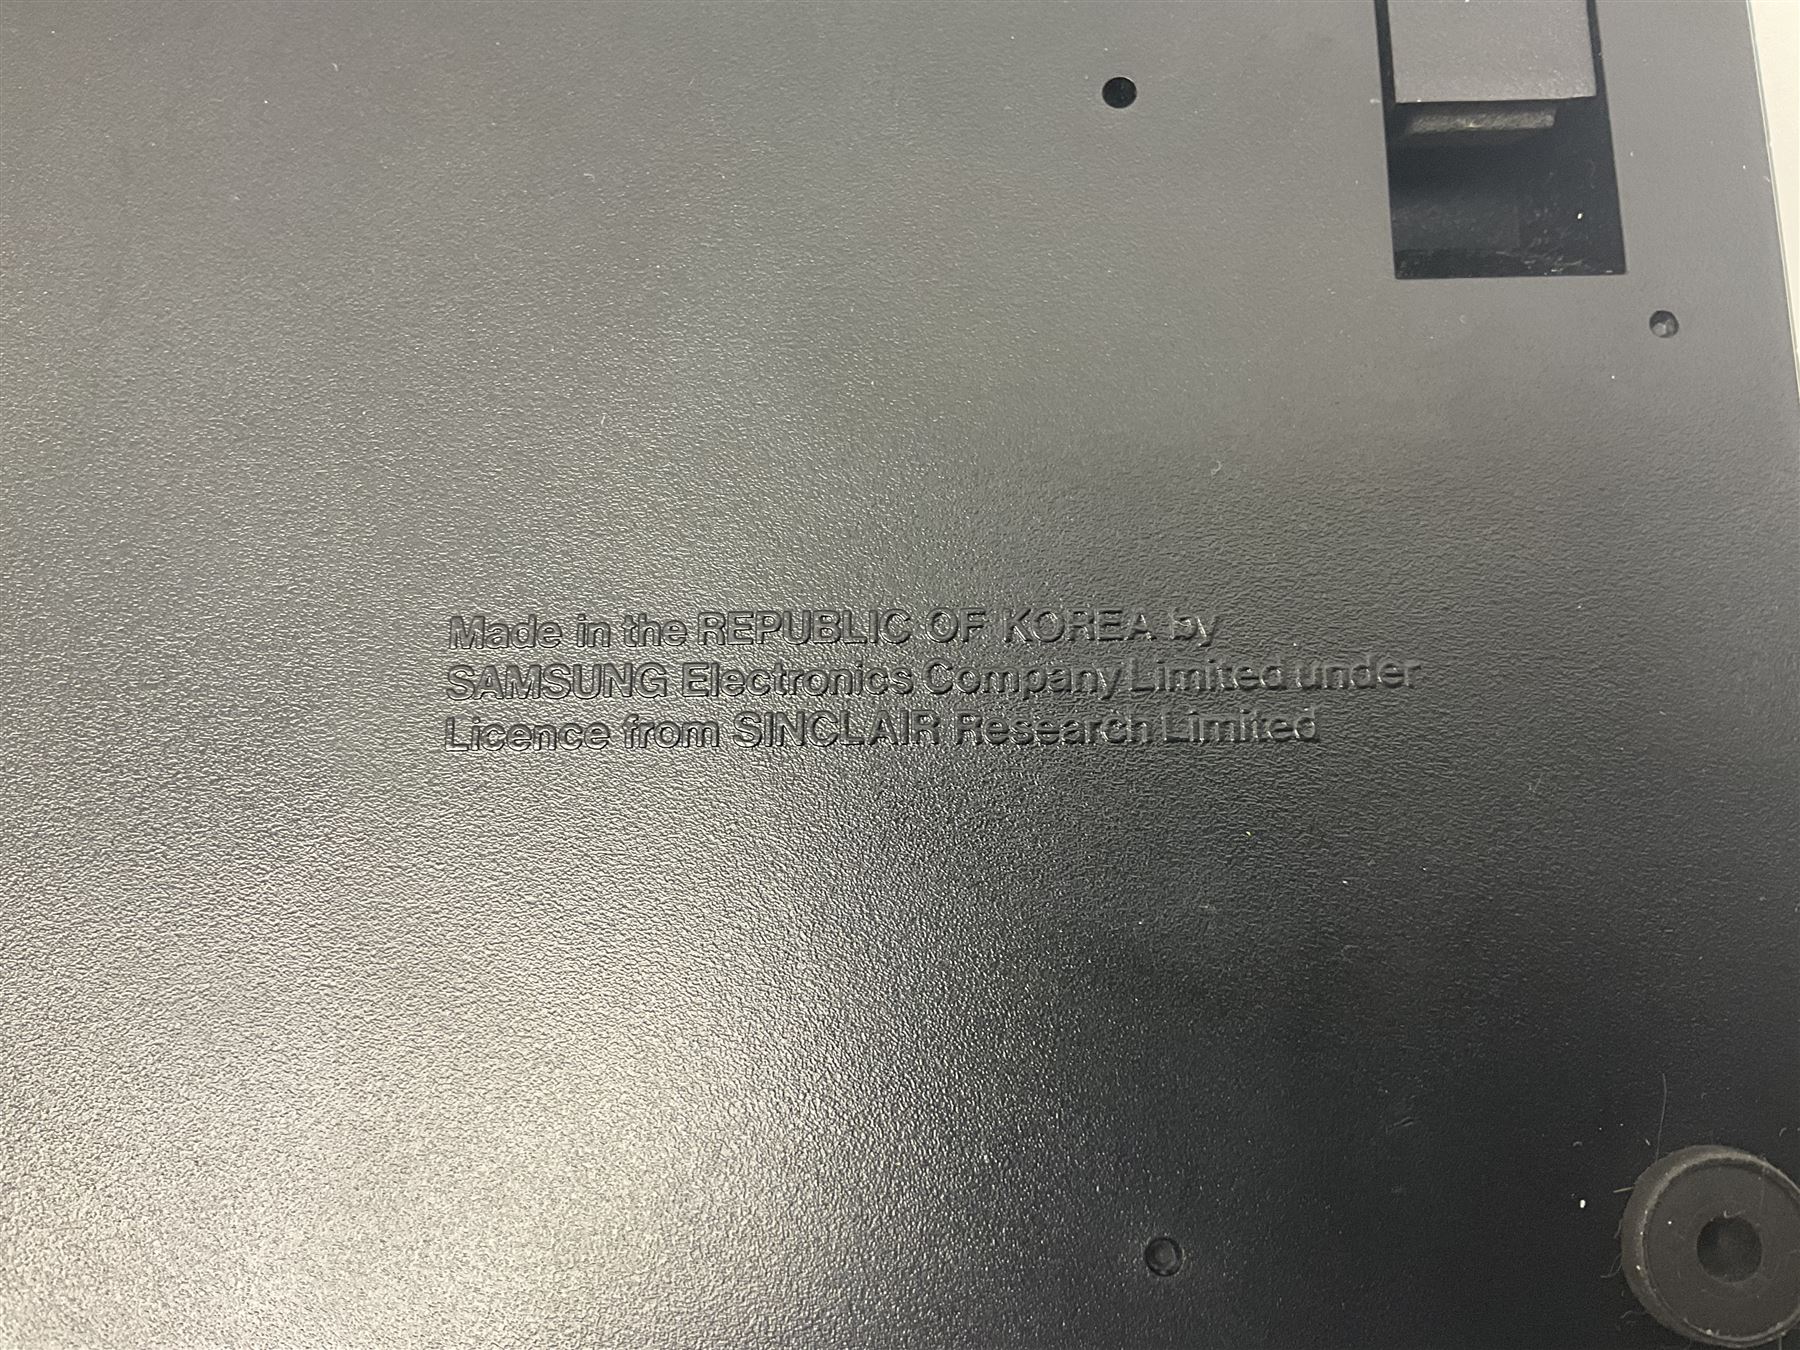 Made in the REPUBLIC OF KOREA by
SAMSUNG Electronics Company Limited under
Licence from SINCLAIR Research Limited